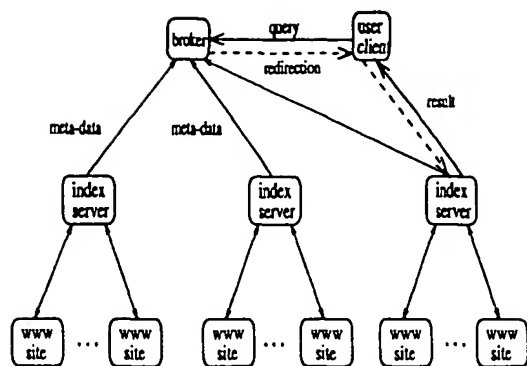 query
broker
user
client
redirection
result
meta-data
meta-data
index
server
index
server
index
server
www
site
...
www
site
www
site
...
www
site
www
site
...
www
site